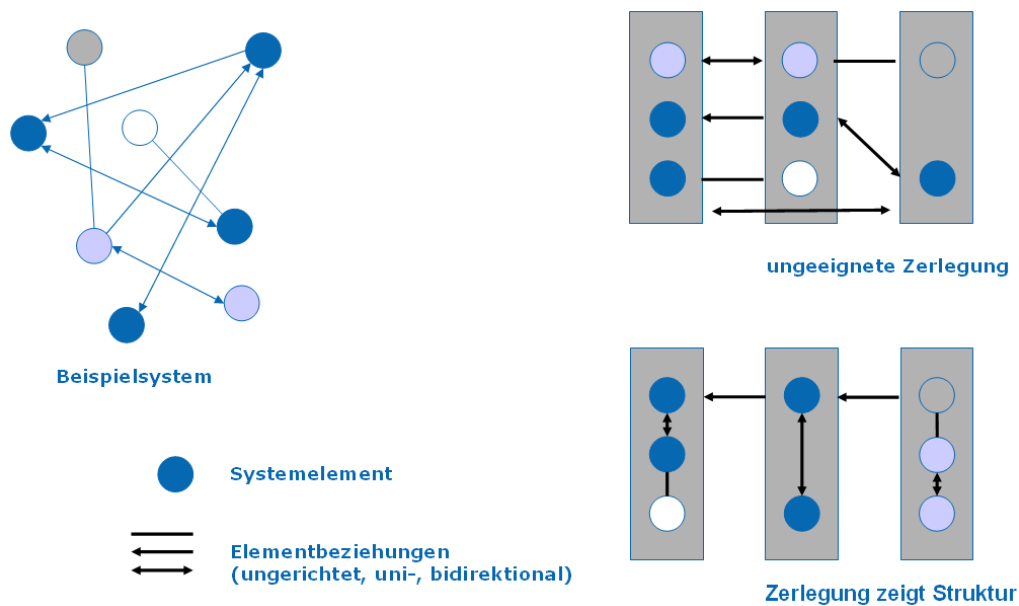 Beispielsystem
Systemelement
Elementbeziehungen
(ungerichtet, uni-, bidirektional)
ungeeignete Zerlegung
Zerlegung zeigt Struktur